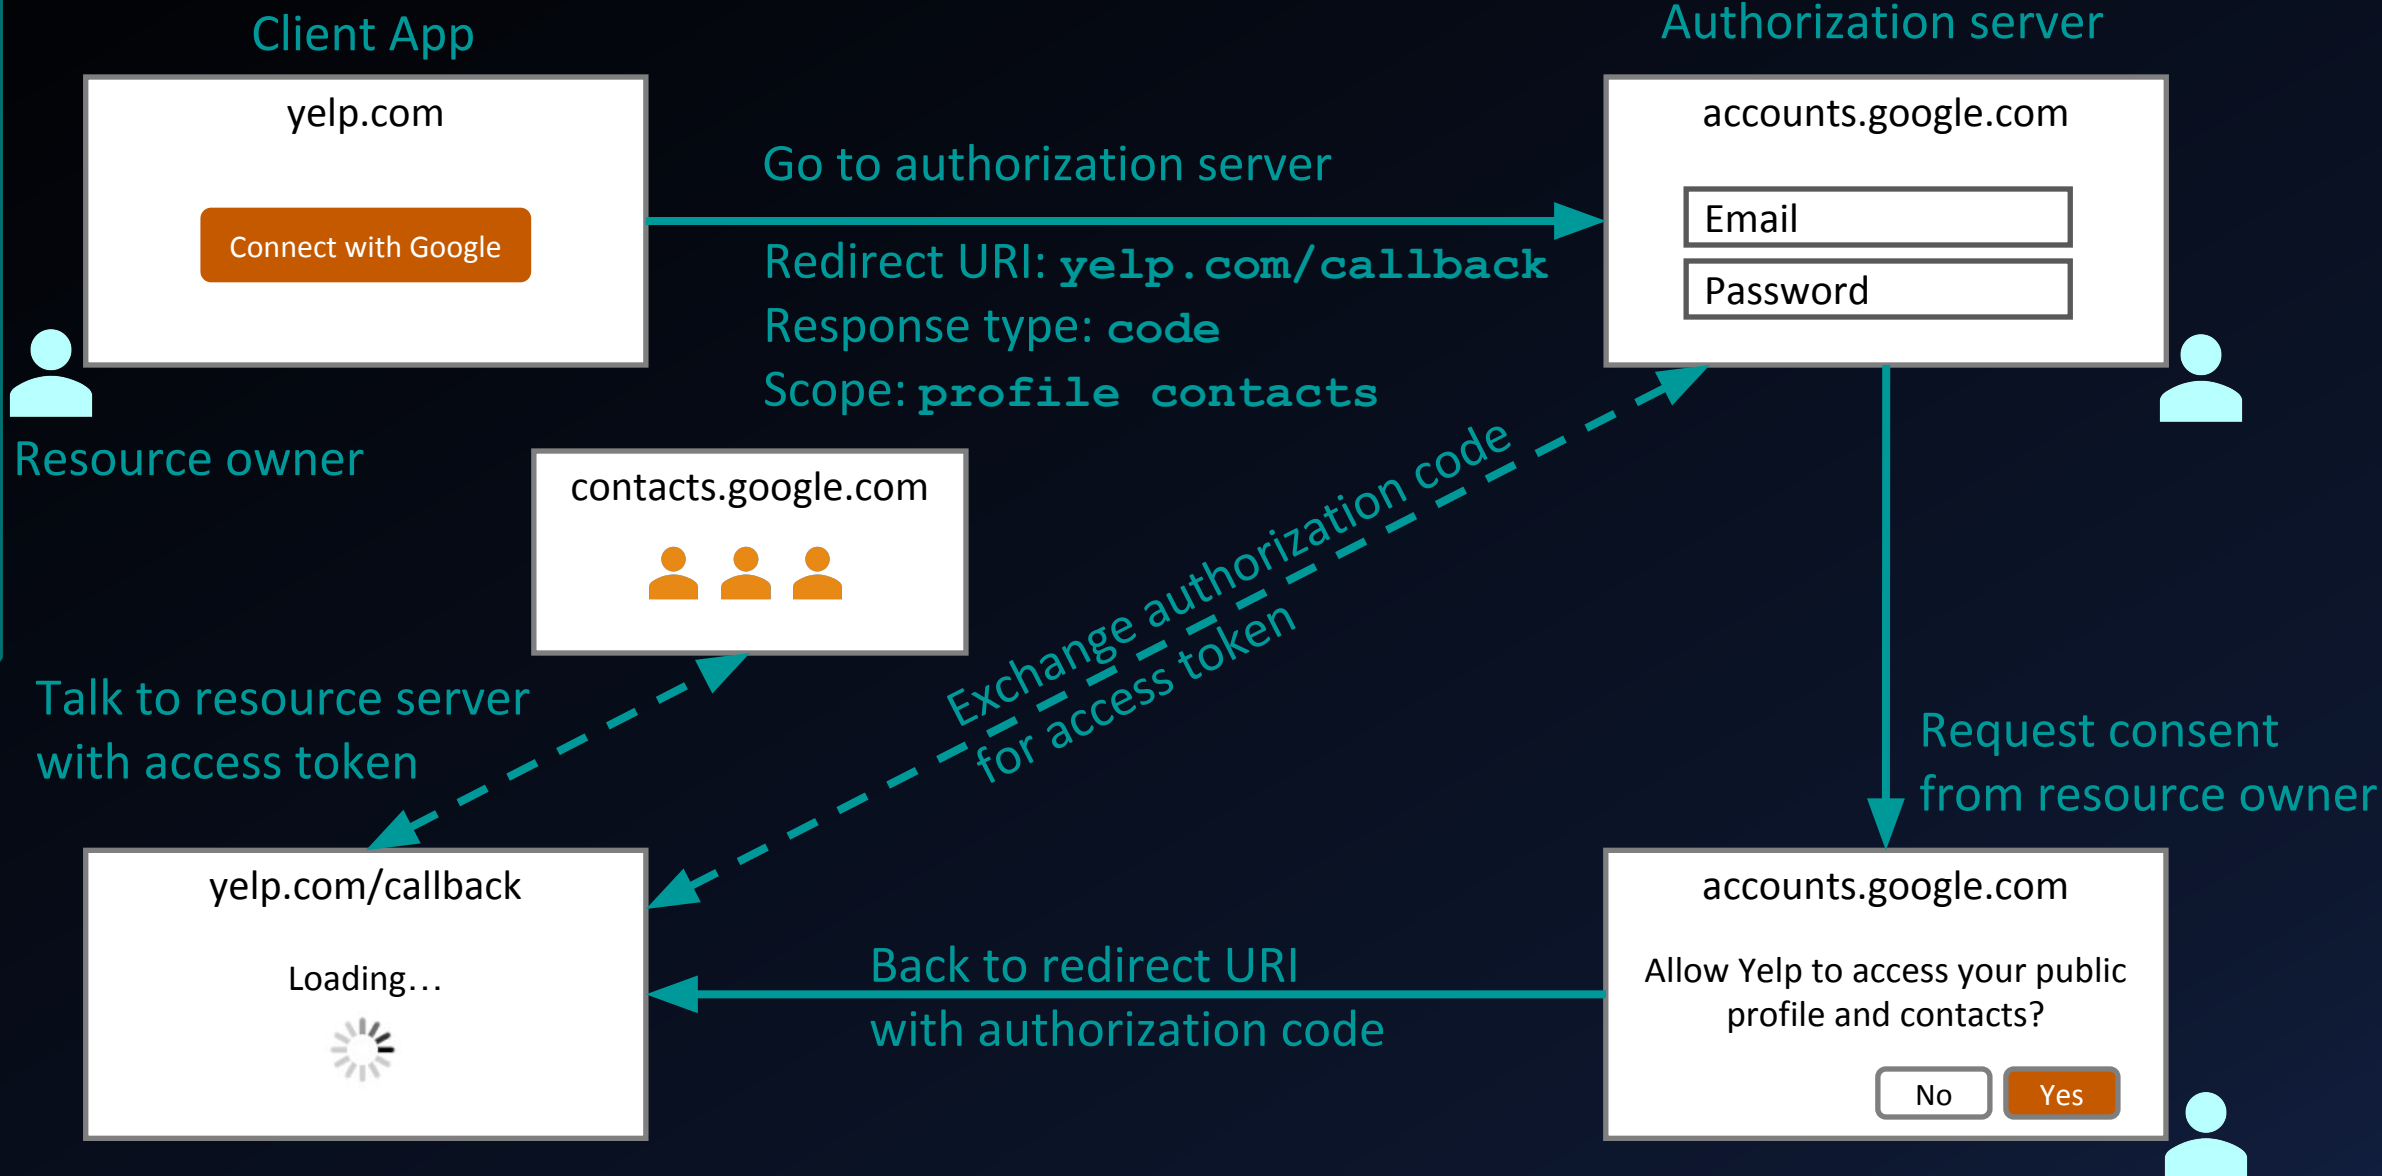 Client App
Authorization server
yelp.com
Connect with Google
Go to authorization server
Redirect URI: yelp.com/callback
Response type: code
Scope: profile contacts
accounts.google.com
Email
Password
Resource owner
contacts.google.com
Exchange authorization code
for access token
Talk to resource server
with access token
Request consent
from resource owner
yelp.com/callback
Loading…
Back to redirect URI
with authorization code
accounts.google.com
Allow Yelp to access your public
profile and contacts?
No
Yes